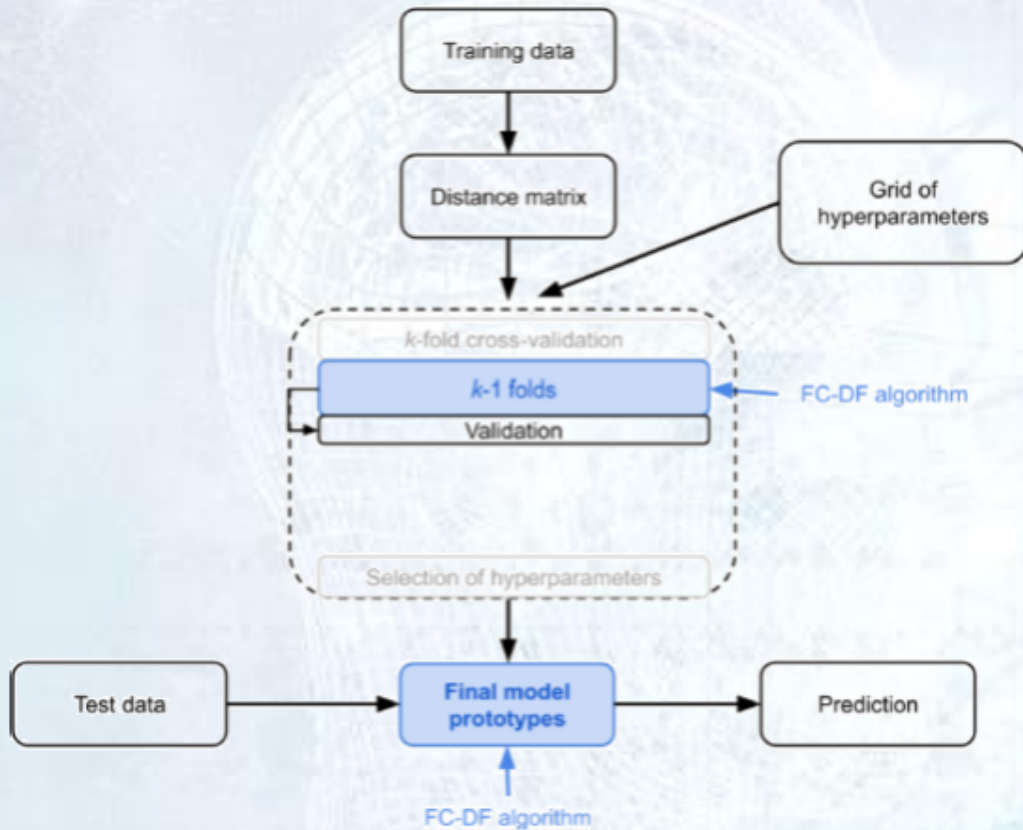 Training data
Distance matrix
Grid of
hyperparameters
k-fold cross-validation
k-1 folds
FC-DF algorithm
Validation
Selection of hyperparameters
Test data
Final model
prototypes
Prediction
FC-DF algorithm